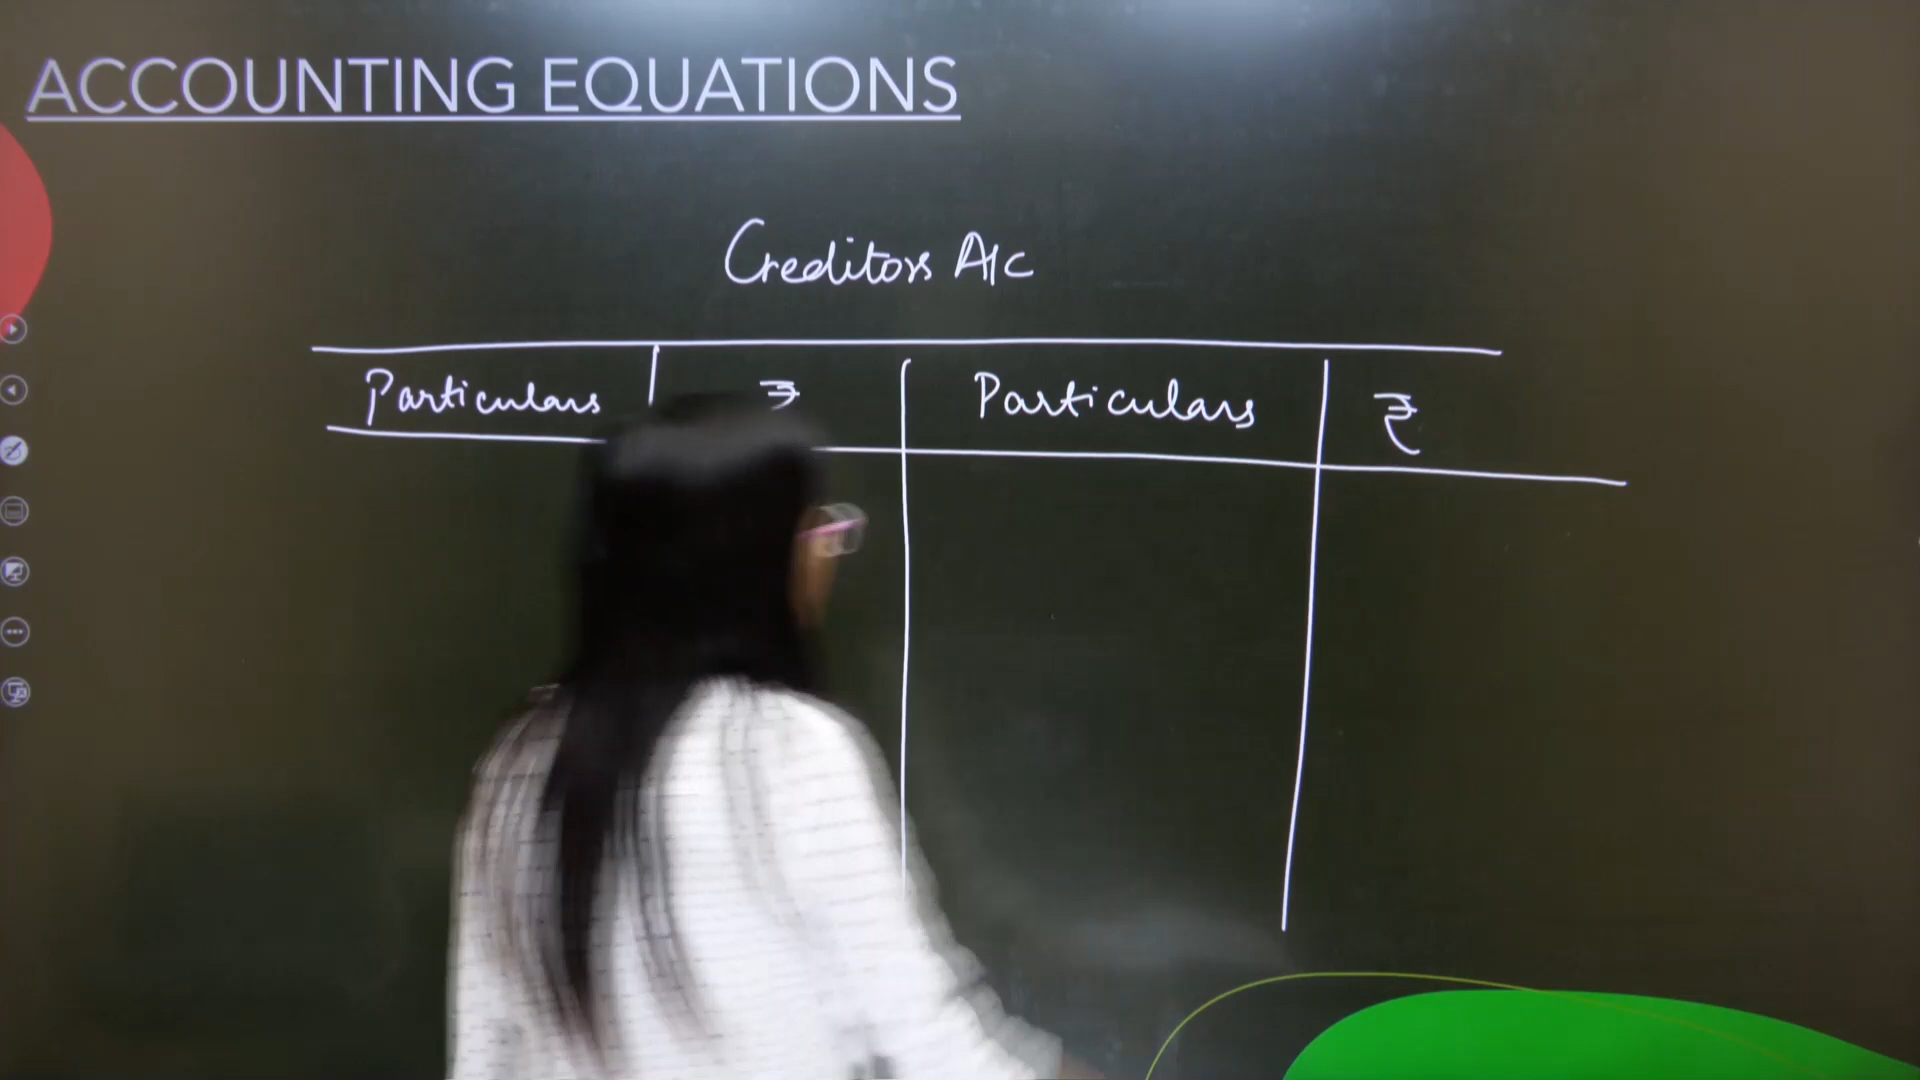 ACCOUNTING EQUATIONS
Creditors A/c
Particulars ₹ Particulars ₹